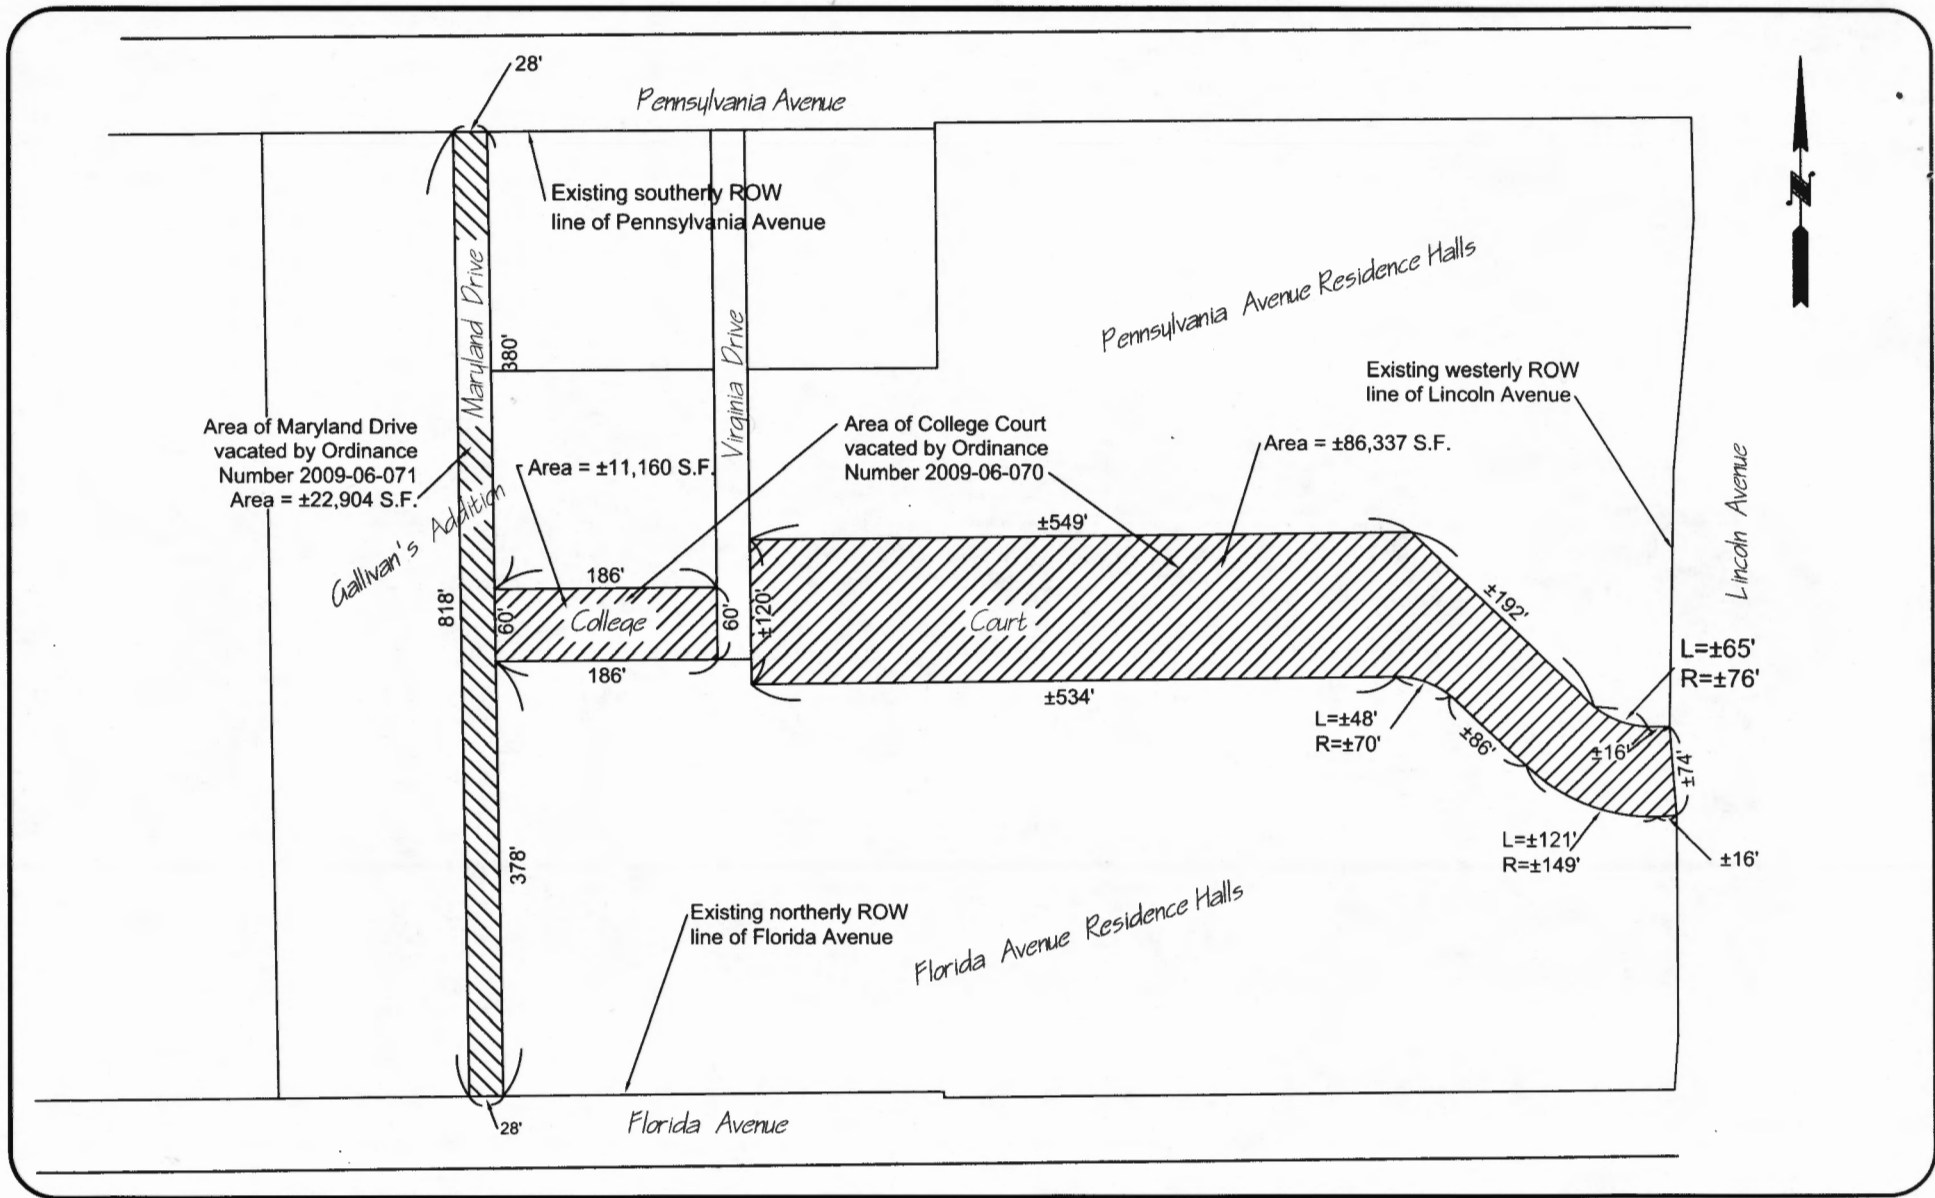 28'
Pennsylvania Avenue
Existing southerly ROW
line of Pennsylvania Avenue
N
Maryland Drive
380'
Virginia Drive
Pennsylvania Avenue Residence Halls
Existing westerly ROW
line of Lincoln Avenue
Lincoln Avenue
Area of Maryland Drive
vacated by Ordinance
Number 2009-06-071
Area = ±22,904 S.F.
Gallivan's Addition
Area = ±11,160 S.F.
Area of College Court
vacated by Ordinance
Number 2009-06-070
Area = ±86,337 S.F.
±549'
186'
818'
60'
College
60'
±120'
Court
±192'
186'
±534'
L=±65'
R=±76'
L=±48'
R=±70'
±86'
±16'
±74'
L=±121'
R=±149'
±16'
378'
Existing northerly ROW
line of Florida Avenue
Florida Avenue Residence Halls
28'
Florida Avenue